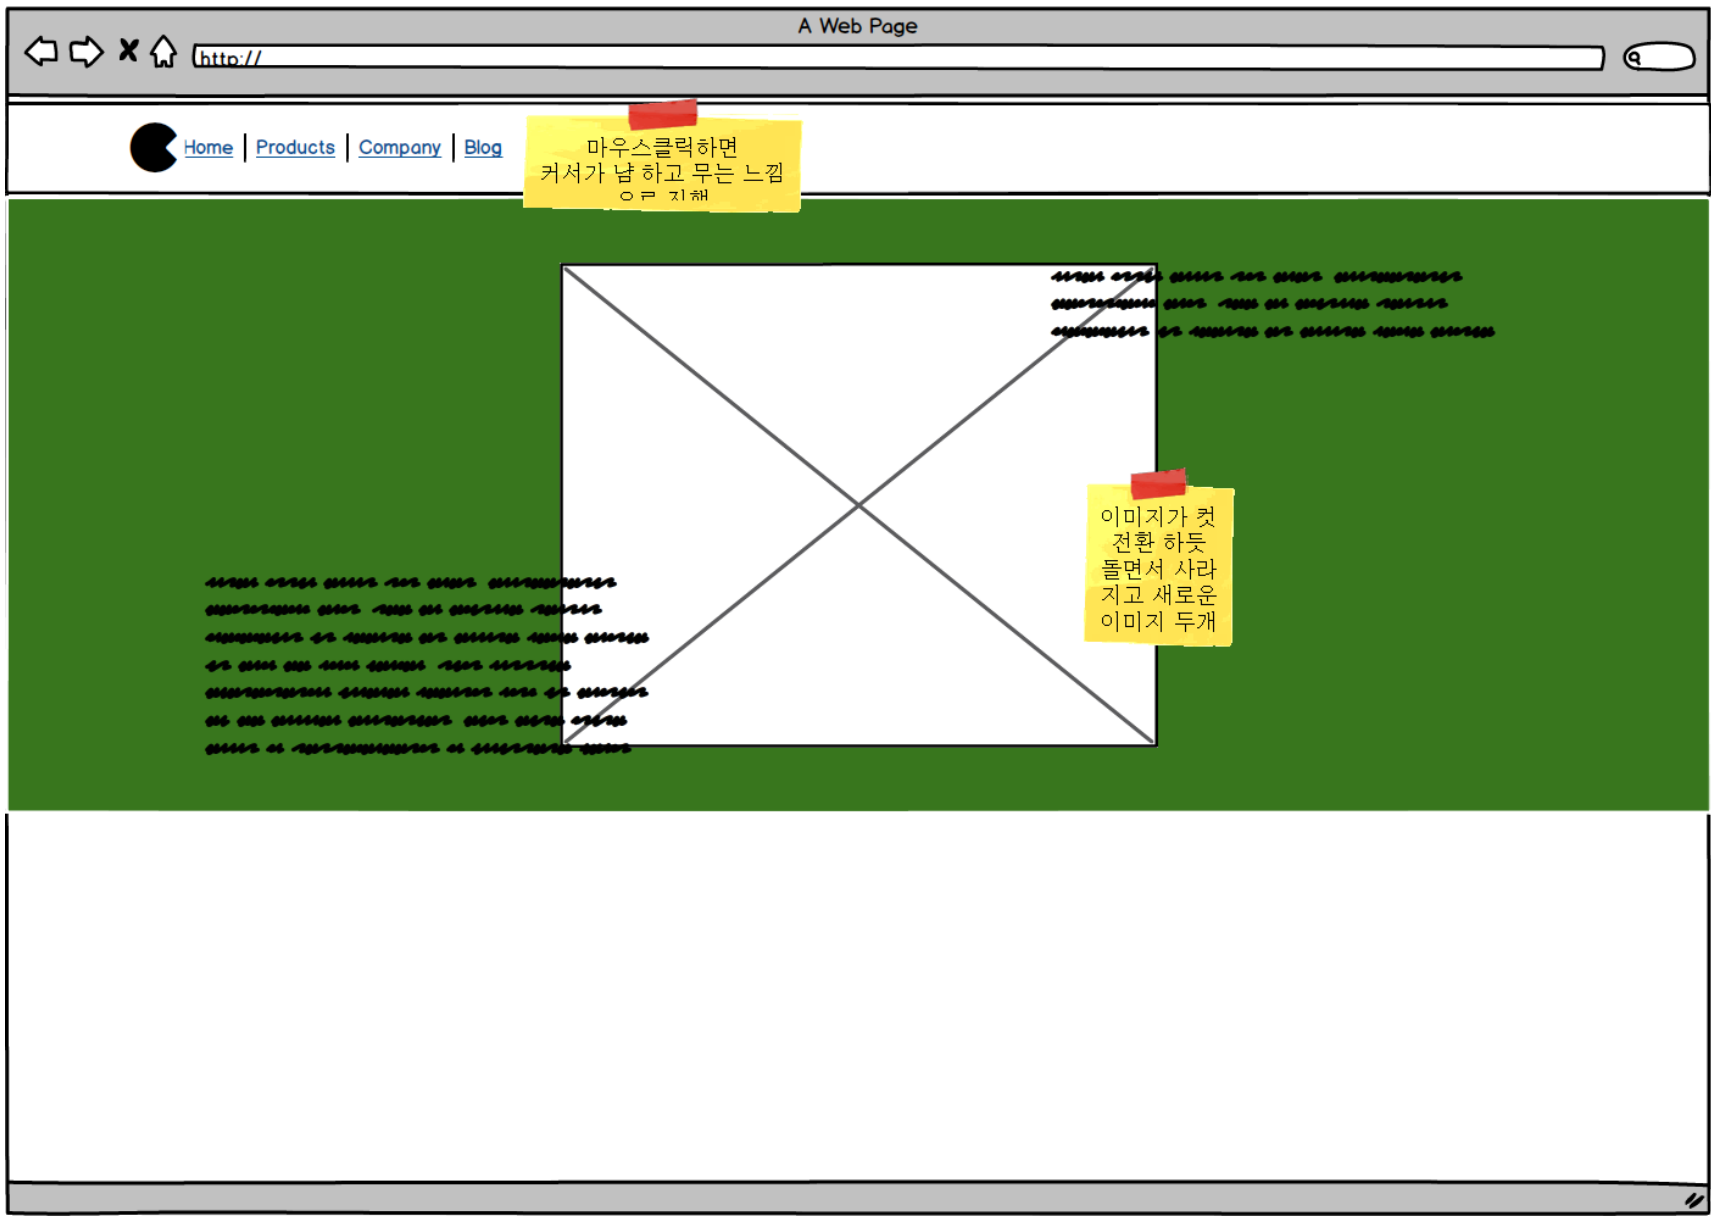 A Web Page
http://
Home Products Company Blog
마우스클릭하면
커서가 냠 하고 무는 느낌
이미지가 컷
전환 하듯
돌면서 사라
지고 새로운
이미지 두개